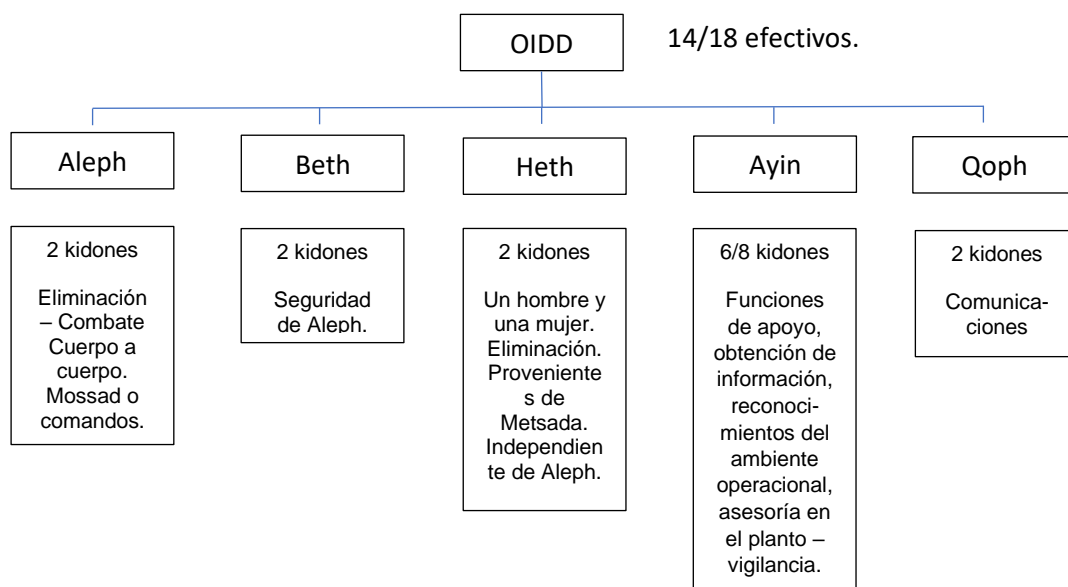 OIDD
14/18 efectivos.
Aleph
Beth
Heth
Ayin
Qoph
2 kidones
Eliminación
– Combate
Cuerpo a
cuerpo.
Mossad o
comandos.
2 kidones
Seguridad
de Aleph.
2 kidones
Un hombre y
una mujer.
Eliminación.
Proveniente
s de
Metsada.
Independien
te de Aleph.
6/8 kidones
Funciones
de apoyo,
obtención de
información,
reconoci-
mientos del
ambiente
operacional,
asesoría en
el planto –
vigilancia.
2 kidones
Comunica-
ciones